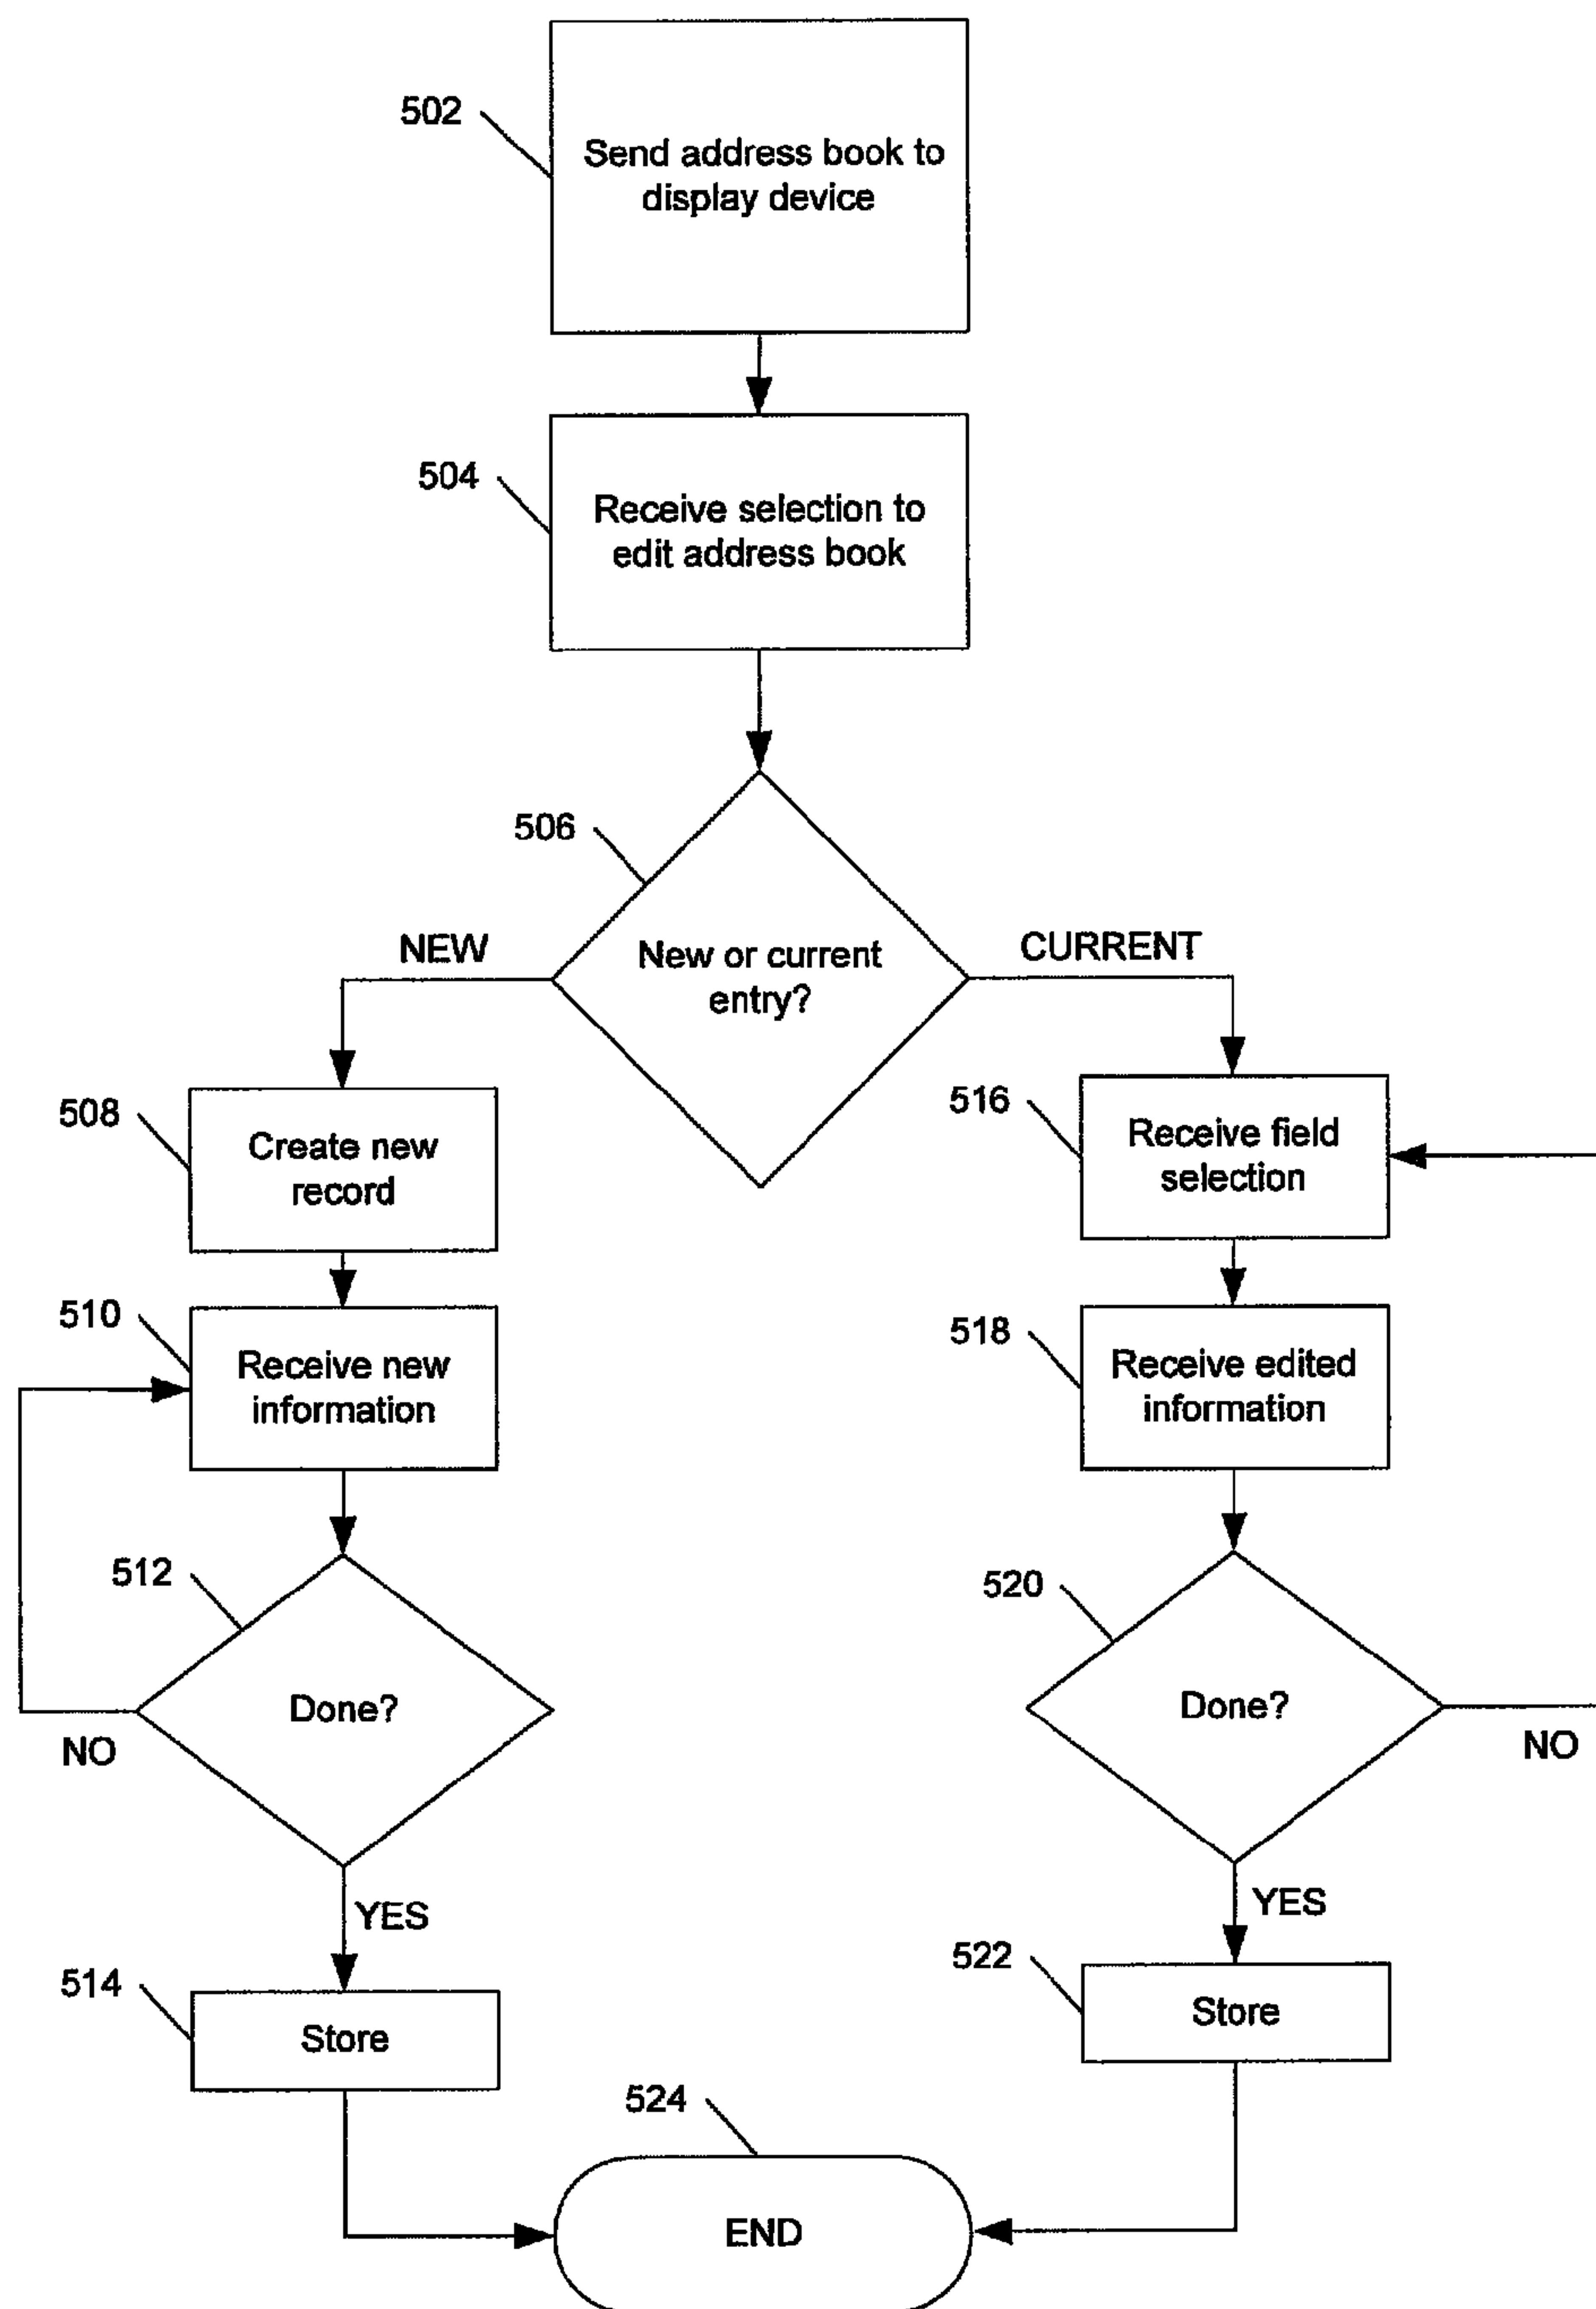 502
Send address book to
display device
504
Receive selection to
edit address book
506
New or current
entry?
NEW
CURRENT
508
Create new
record
516
Receive field
selection
510
Receive new
information
518
Receive edited
information
512
Done?
NO
YES
520
Done?
NO
YES
514
Store
522
Store
524
END